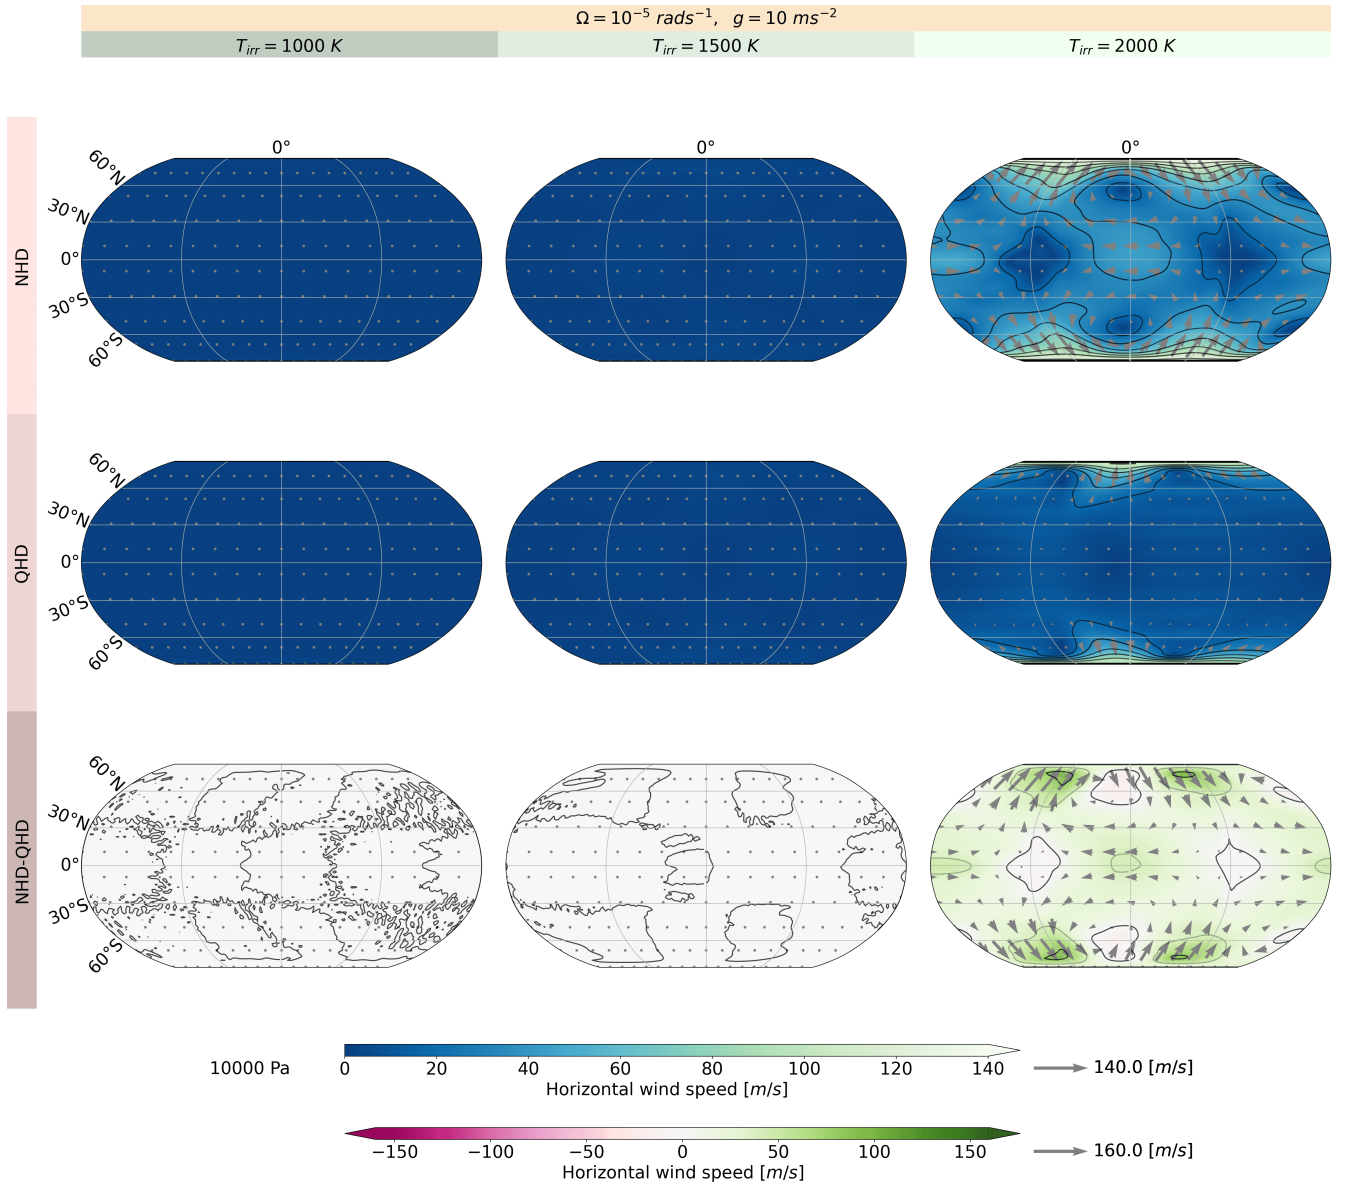 Ω = 10⁻⁵ rads⁻¹, g = 10 ms⁻²
T_irr = 1000 K T_irr = 1500 K T_irr = 2000 K
0° 0° 0°
60°N
30°N
0°
30°S
60°S
NHD
60°N
30°N
0°
30°S
60°S
QHD
60°N
30°N
0°
30°S
60°S
NHD-QHD
10000 Pa
0 20 40 60 80 100 120 140
Horizontal wind speed [m/s]
140.0 [m/s]
−150 −100 −50 0 50 100 150
Horizontal wind speed [m/s]
160.0 [m/s]